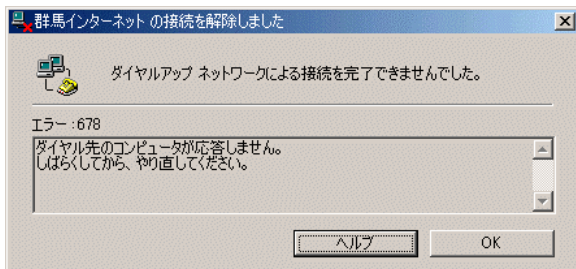 群馬インターネット の接続を解除しました
ダイヤルアップ ネットワークによる接続を完了できませんでした。
エラー:678
ダイヤル先のコンピュータが応答しません。
しばらくしてから、やり直してください。
ヘルプ
OK